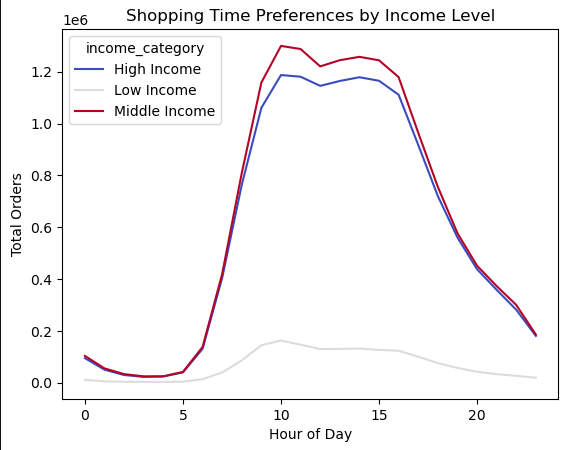 Shopping Time Preferences by Income Level
1e6
income_category
High Income
Low Income
Middle Income
1.2
1.0
0.8
0.6
0.4
0.2
0.0
Total Orders
0 5 10 15 20
Hour of Day